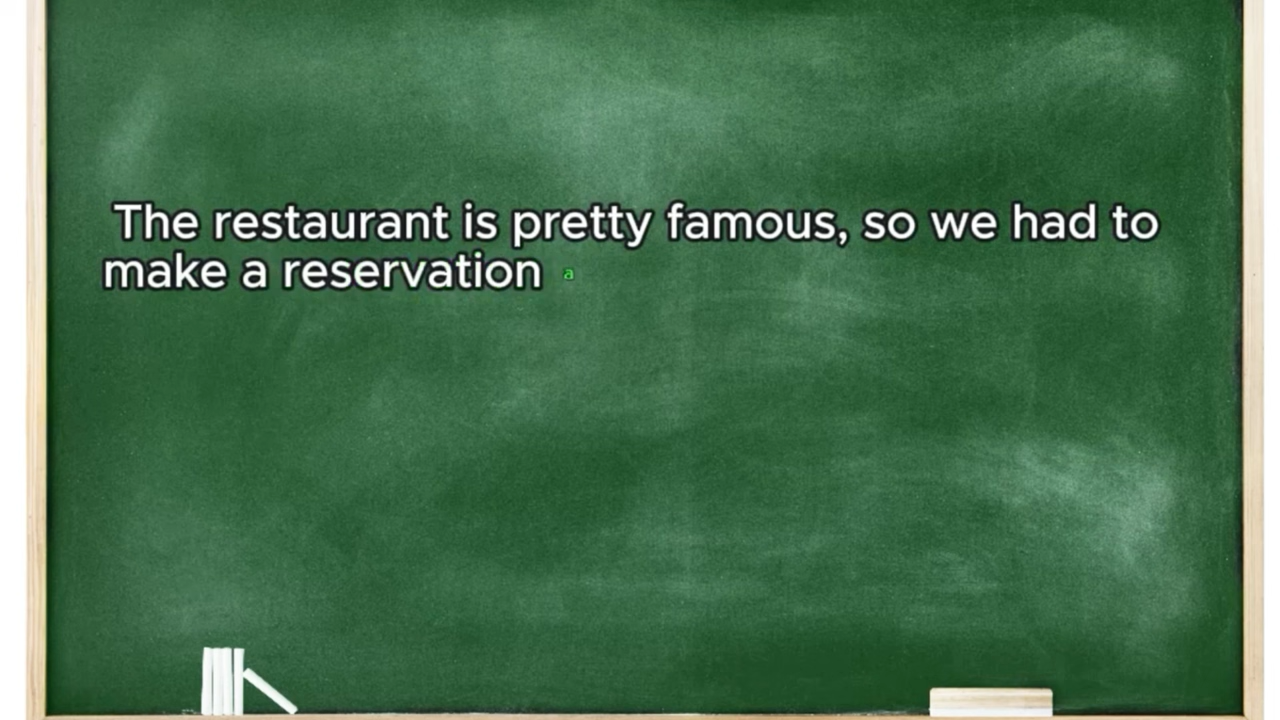 The restaurant is pretty famous, so we had to
make a reservation a